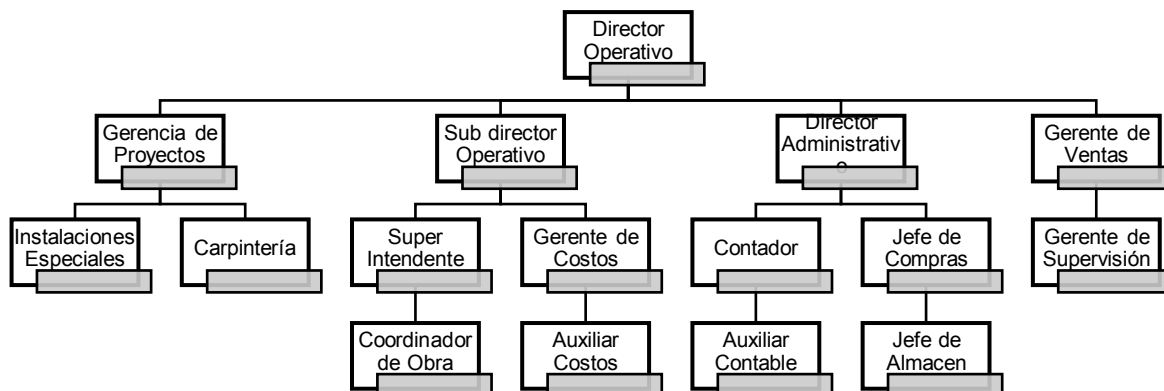 Director
Operativo
Gerencia de
Proyectos
Sub director
Operativo
Director
Administrativ
o
Gerente de
Ventas
Instalaciones
Especiales
Carpintería
Super
Intendente
Gerente de
Costos
Contador
Jefe de
Compras
Gerente de
Supervisión
Coordinador
de Obra
Auxiliar
Costos
Auxiliar
Contable
Jefe de
Almacen